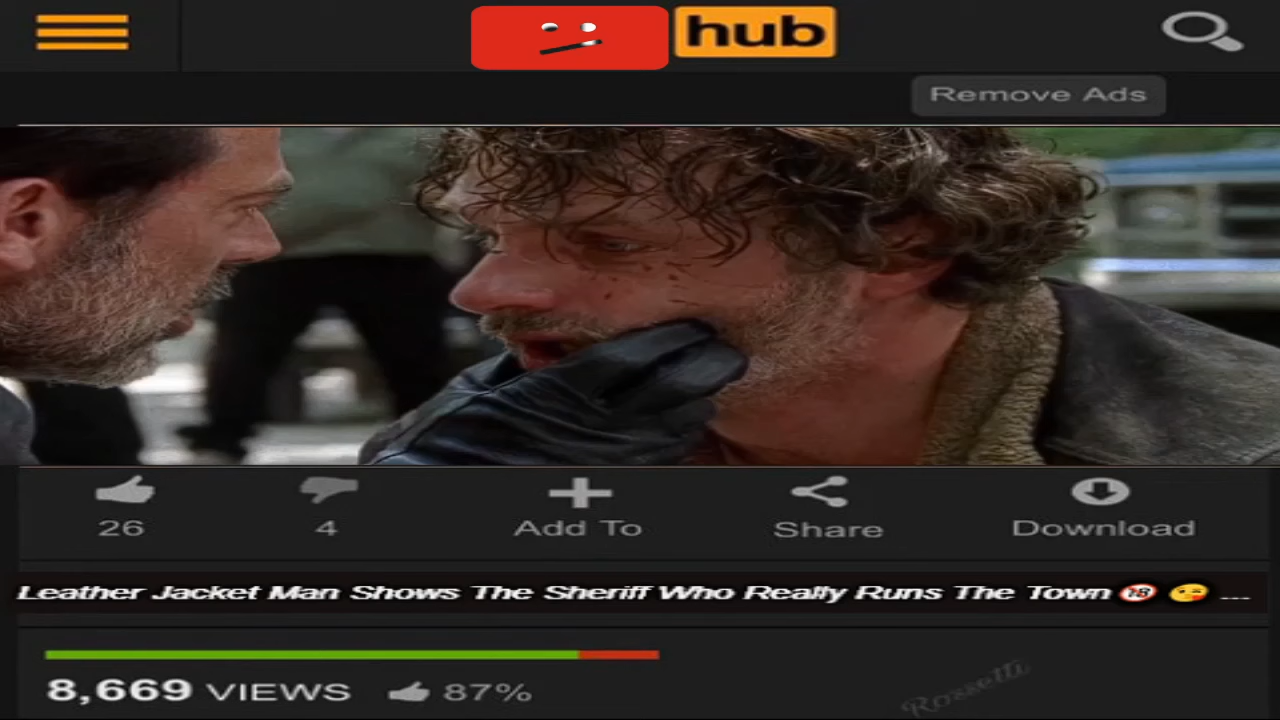 hub
Remove Ads
26 4 Add To Share Download
Leather Jacket Man Shows The Sheriff Who Really Runs The Town 🔞 😘 ...
8,669 VIEWS 87%
Rossetti